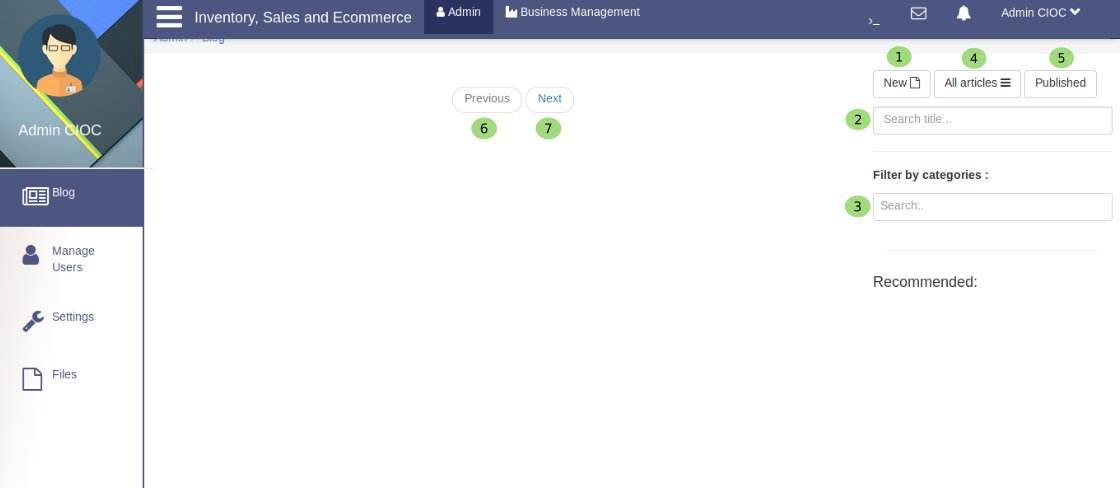 Inventory, Sales and Ecommerce
Admin
Business Management
>_
Admin CIOC
Admin / Blog
Admin CIOC
Blog
Manage
Users
Settings
Files
Previous
Next
6
7
1
4
5
New
All articles
Published
2
Search title ..
Filter by categories :
3
Search..
Recommended: